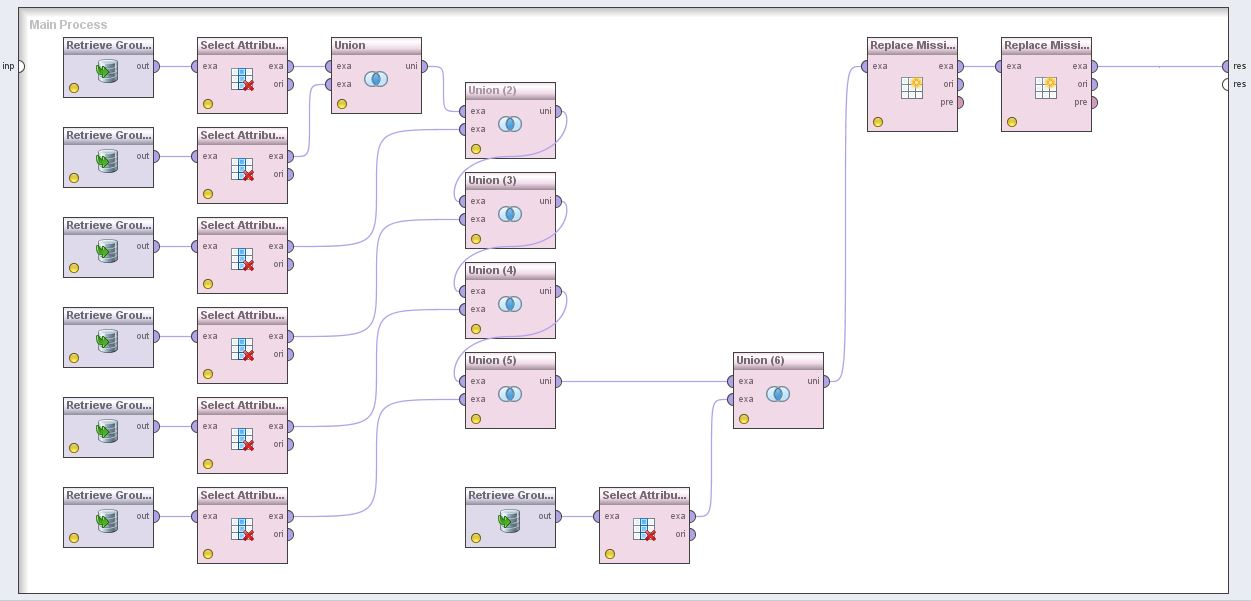 Main Process
Retrieve Grou... Select Attribu... Union
inp out exa exa exa uni
ori exa
Union (2)
exa uni
exa
Retrieve Grou... Select Attribu...
out exa exa
ori
Union (3)
exa uni
exa
Retrieve Grou... Select Attribu...
out exa exa
ori
Union (4)
exa uni
exa
Retrieve Grou... Select Attribu...
out exa exa
ori
Union (5)
exa uni
exa
Retrieve Grou... Select Attribu...
out exa exa
ori
Retrieve Grou... Select Attribu...
out exa exa
ori
Retrieve Grou... Select Attribu...
out exa exa
ori
Union (6)
exa uni
exa
Replace Missi... Replace Missi...
exa exa exa exa res
ori ori res
pre pre